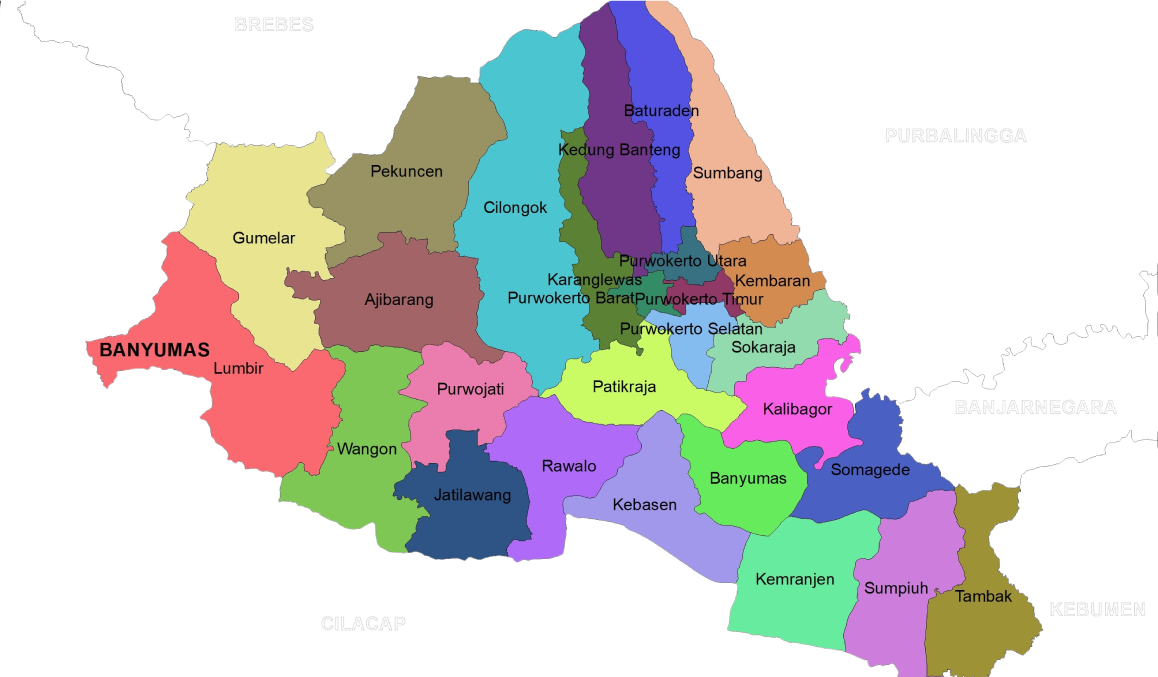 BREBES
Baturaden
PURBALINGGA
Kedung Banteng
Pekuncen
Sumbang
Cilongok
Gumelar
Purwokerto Utara
Karanglewas
Kembaran
Ajibarang
Purwokerto Barat
Purwokerto Timur
Purwokerto Selatan
BANYUMAS
Sokaraja
Lumbir
Purwojati
Patikraja
Kalibagor
BANJARNEGARA
Wangon
Rawalo
Somagede
Banyumas
Jatilawang
Kebasen
Kemranjen
Sumpiuh
Tambak
KEBUMEN
CILACAP